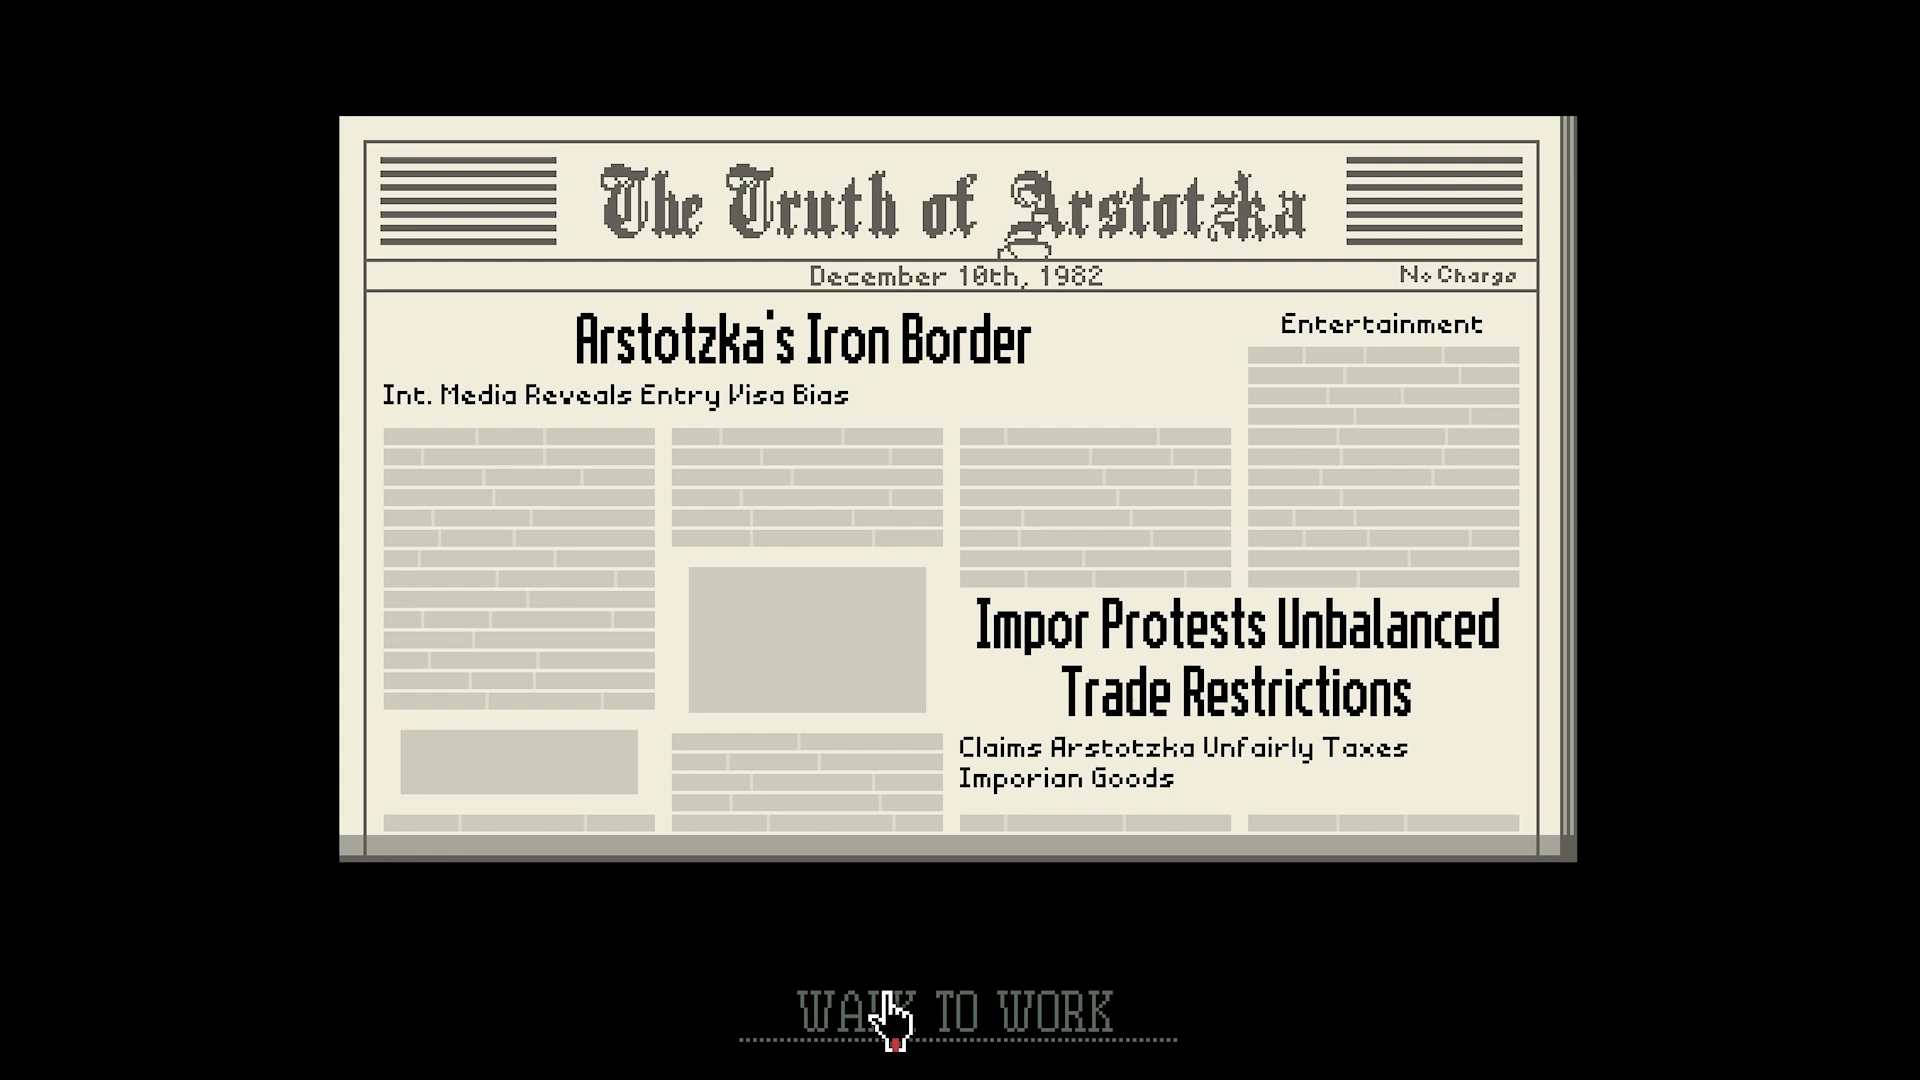 The Truth of Arstotzka
December 10th, 1982
No Charge
Arstotzka's Iron Border
Int. Media Reveals Entry Visa Bias
Entertainment
Impor Protests Unbalanced
Trade Restrictions
Claims Arstotzka Unfairly Taxes
Imporian Goods
WALK TO WORK